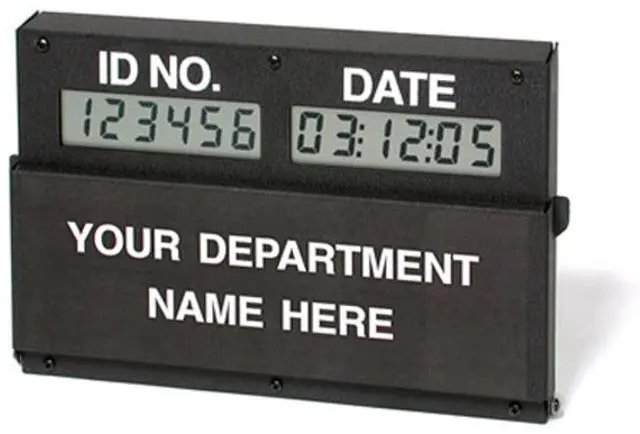 ID NO. DATE
123456 03:12:05
YOUR DEPARTMENT
NAME HERE